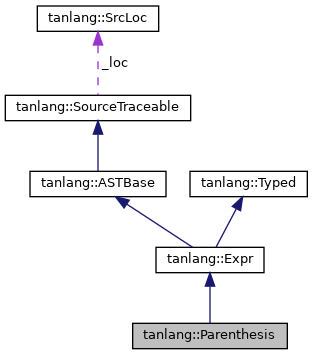 tanlang::SrcLoc
_loc
tanlang::SourceTraceable
tanlang::ASTBase
tanlang::Typed
tanlang::Expr
tanlang::Parenthesis